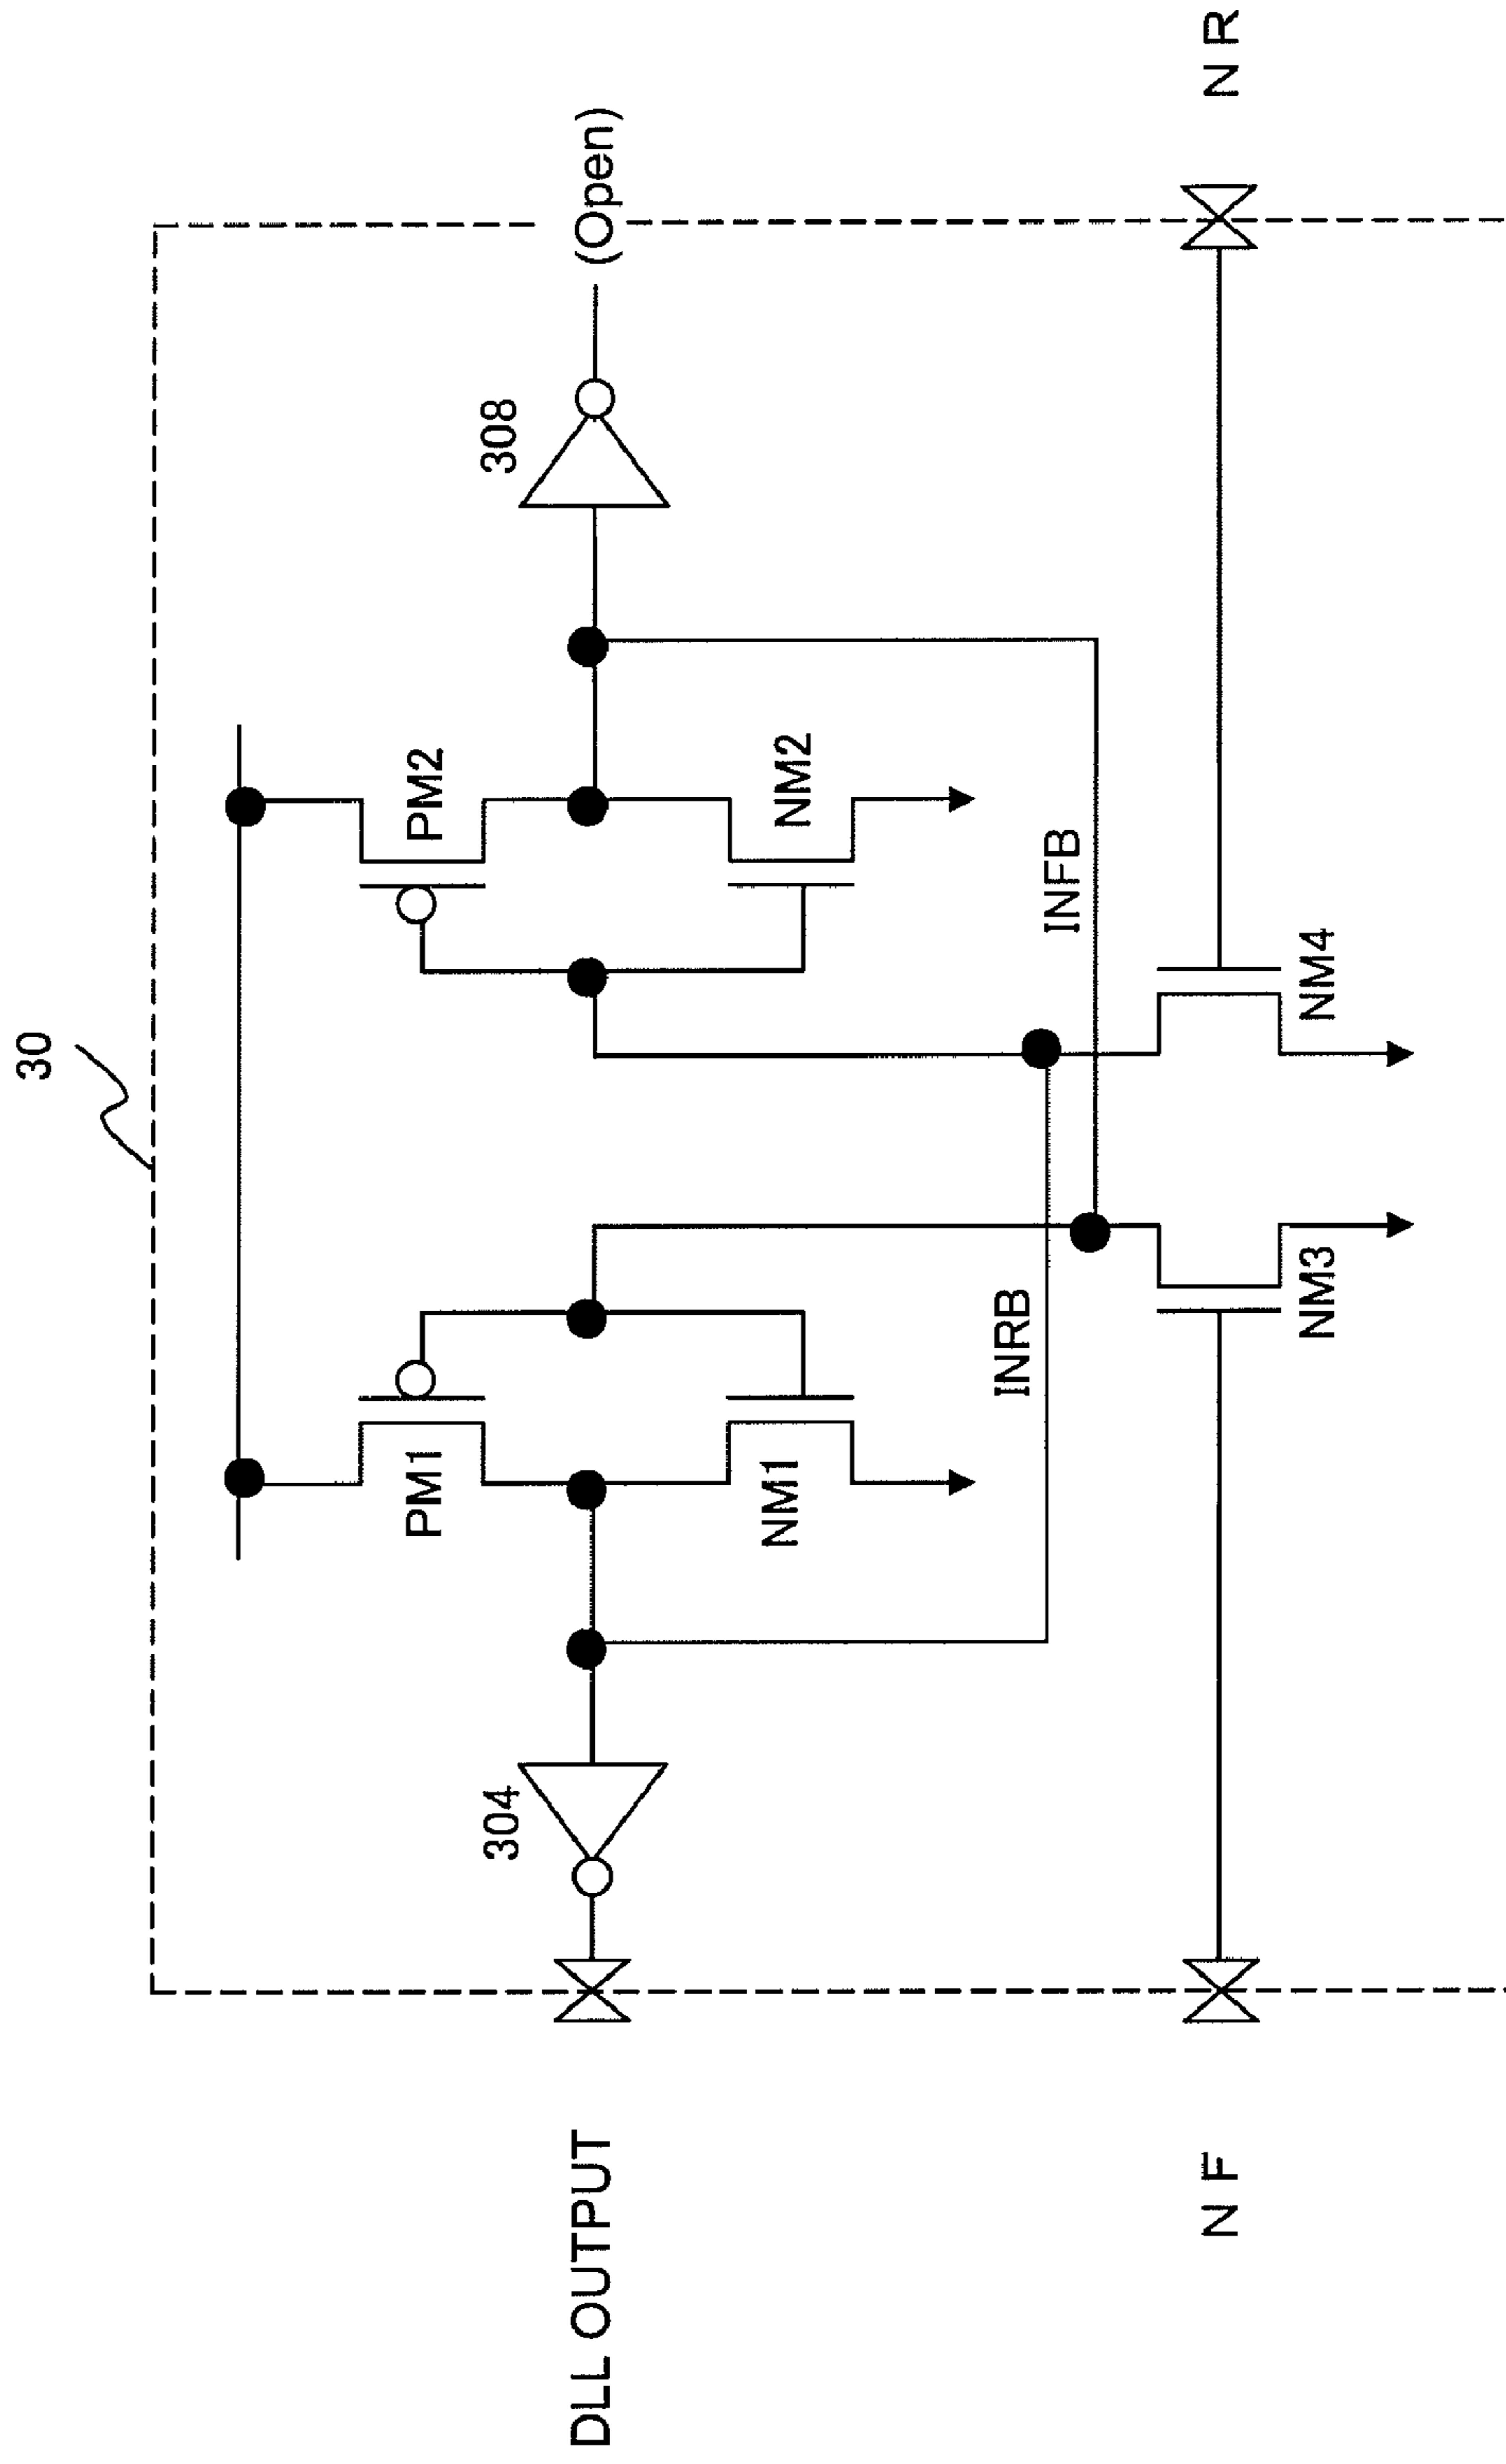 30
304
308
(Open)
DLL OUTPUT
PM1
PM2
NM1
NM2
INRB
INFB
NM3
NM4
N F
N R